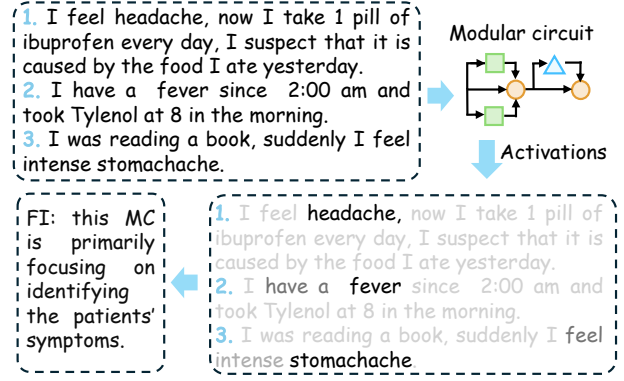 1. I feel headache, now I take 1 pill of
ibuprofen every day, I suspect that it is
caused by the food I ate yesterday.
2. I have a fever since 2:00 am and
took Tylenol at 8 in the morning.
3. I was reading a book, suddenly I feel
intense stomachache.
Modular circuit
Activations
1. I feel headache, now I take 1 pill of
ibuprofen every day, I suspect that it is
caused by the food I ate yesterday.
2. I have a fever since 2:00 am and
took Tylenol at 8 in the morning.
3. I was reading a book, suddenly I feel
intense stomachache.
FI: this MC
is primarily
focusing on
identifying
the patients'
symptoms.